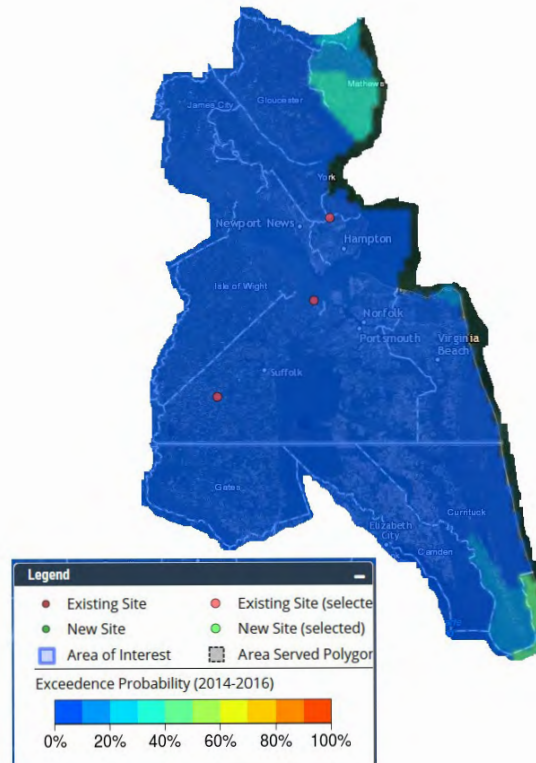 Mathews
Gloucester
James City
York
Newport News
Hampton
Isle of Wight
Norfolk
Portsmouth
Virginia
Beach
Suffolk
Gates
Currituck
Elizabeth
City
Camden
Legend
Existing Site
Existing Site (selecte
New Site
New Site (selected)
Area of Interest
Area Served Polygon
Exceedence Probability (2014-2016)
0% 20% 40% 60% 80% 100%